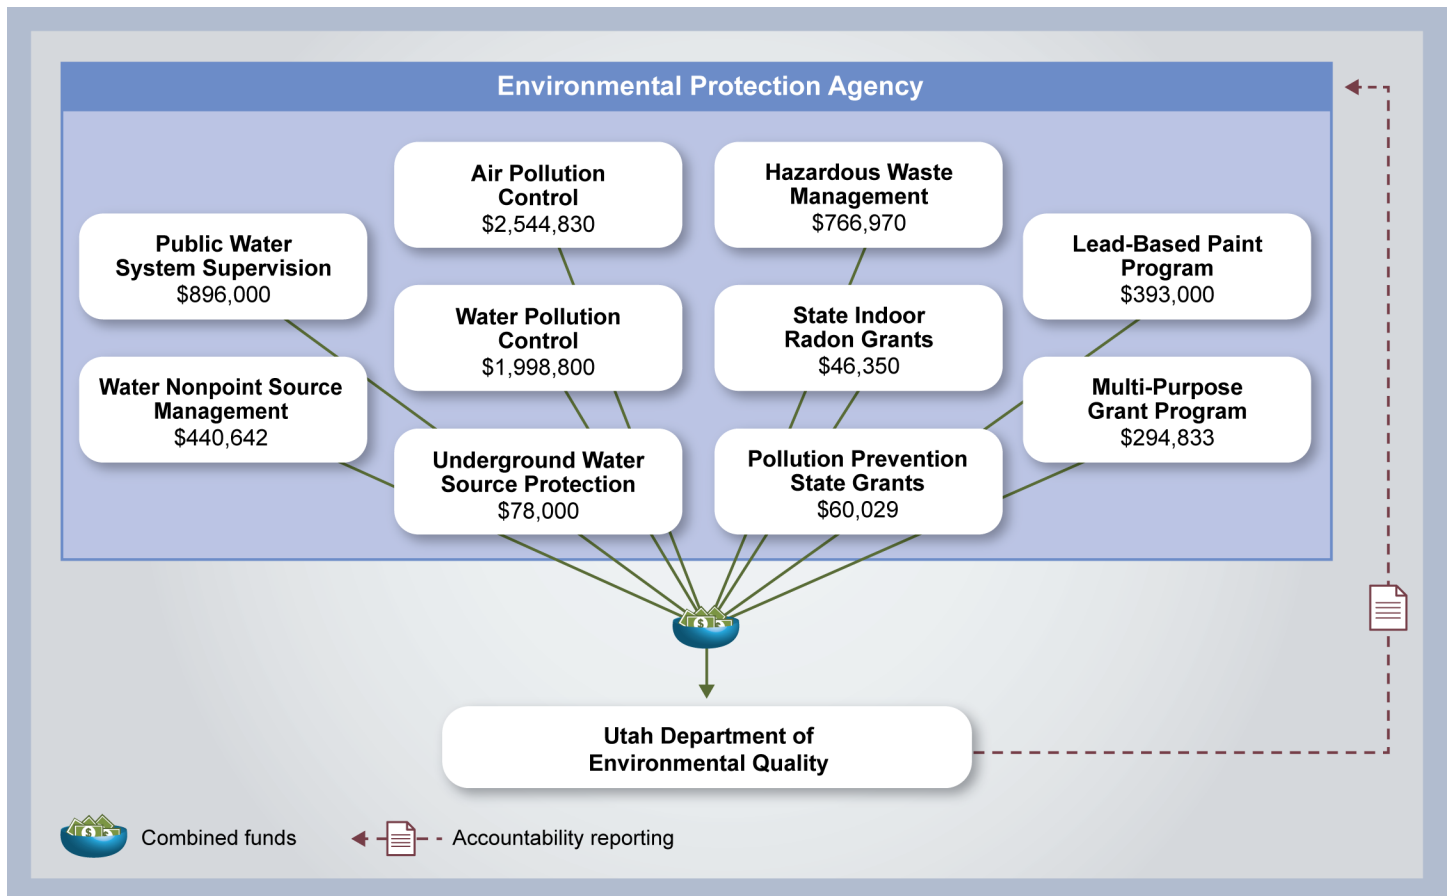 Environmental Protection Agency
Air Pollution
Control
$2,544,830
Hazardous Waste
Management
$766,970
Public Water
System Supervision
$896,000
Lead-Based Paint
Program
$393,000
Water Pollution
Control
$1,998,800
State Indoor
Radon Grants
$46,350
Water Nonpoint Source
Management
$440,642
Multi-Purpose
Grant Program
$294,833
Underground Water
Source Protection
$78,000
Pollution Prevention
State Grants
$60,029
Utah Department of
Environmental Quality
Combined funds
Accountability reporting